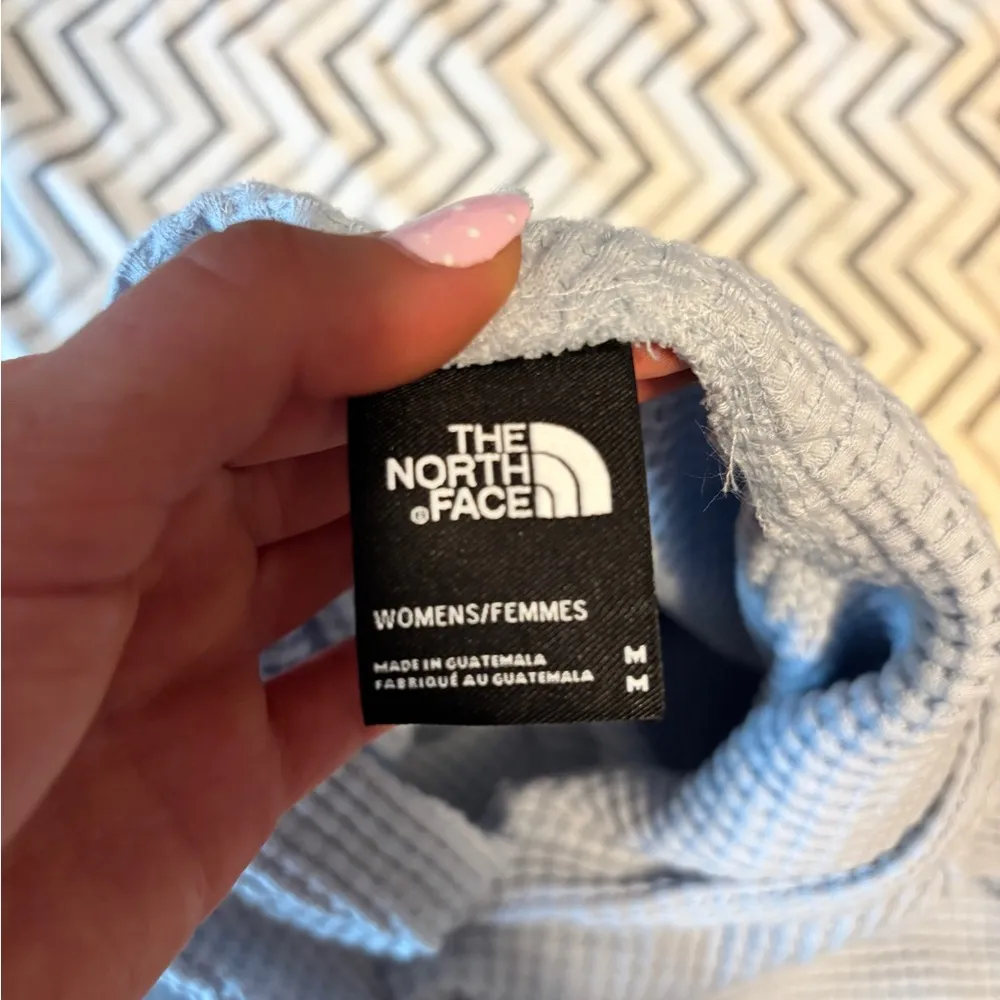 THE
NORTH
®FACE
WOMENS/FEMMES
MADE IN GUATEMALA M
FABRIQUÉ AU GUATEMALA M